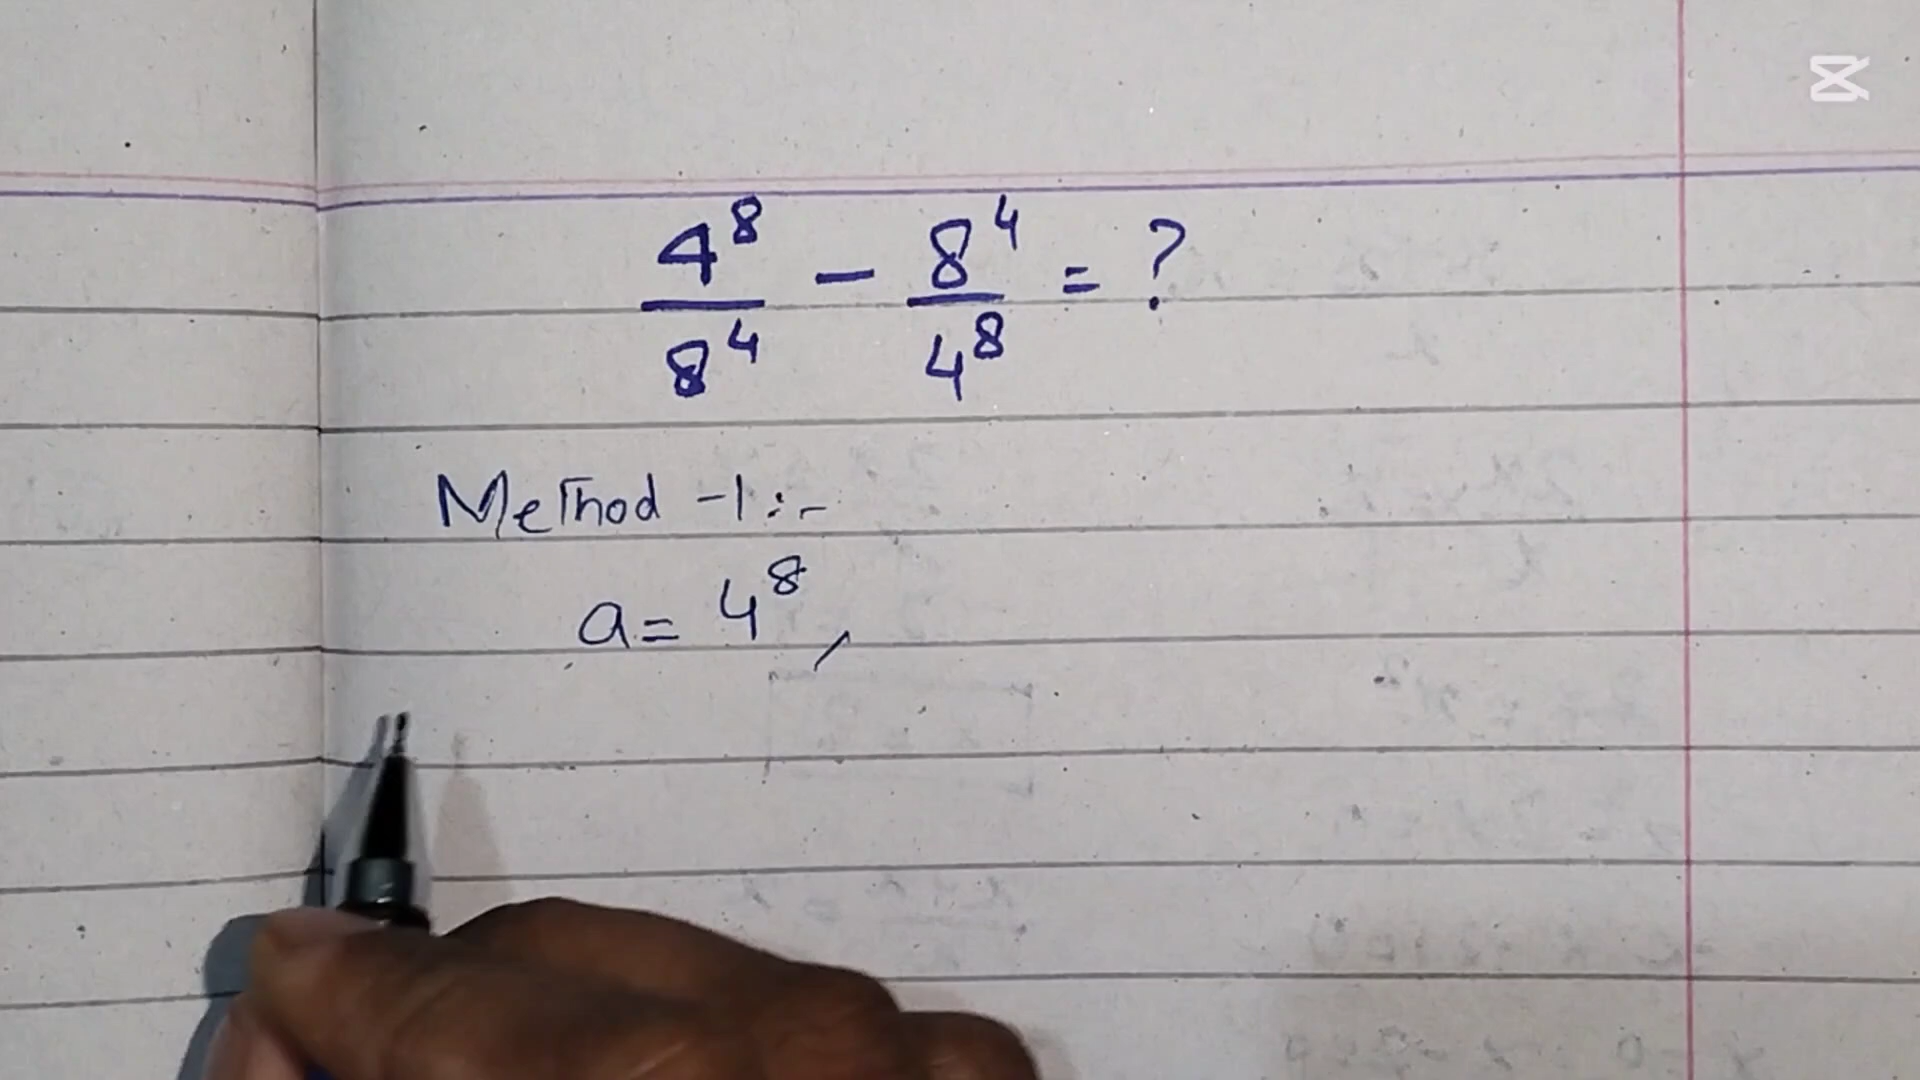 4^8/8^4 - 8^4/4^8 = ?
Method -1 :-
a = 4^8 ,